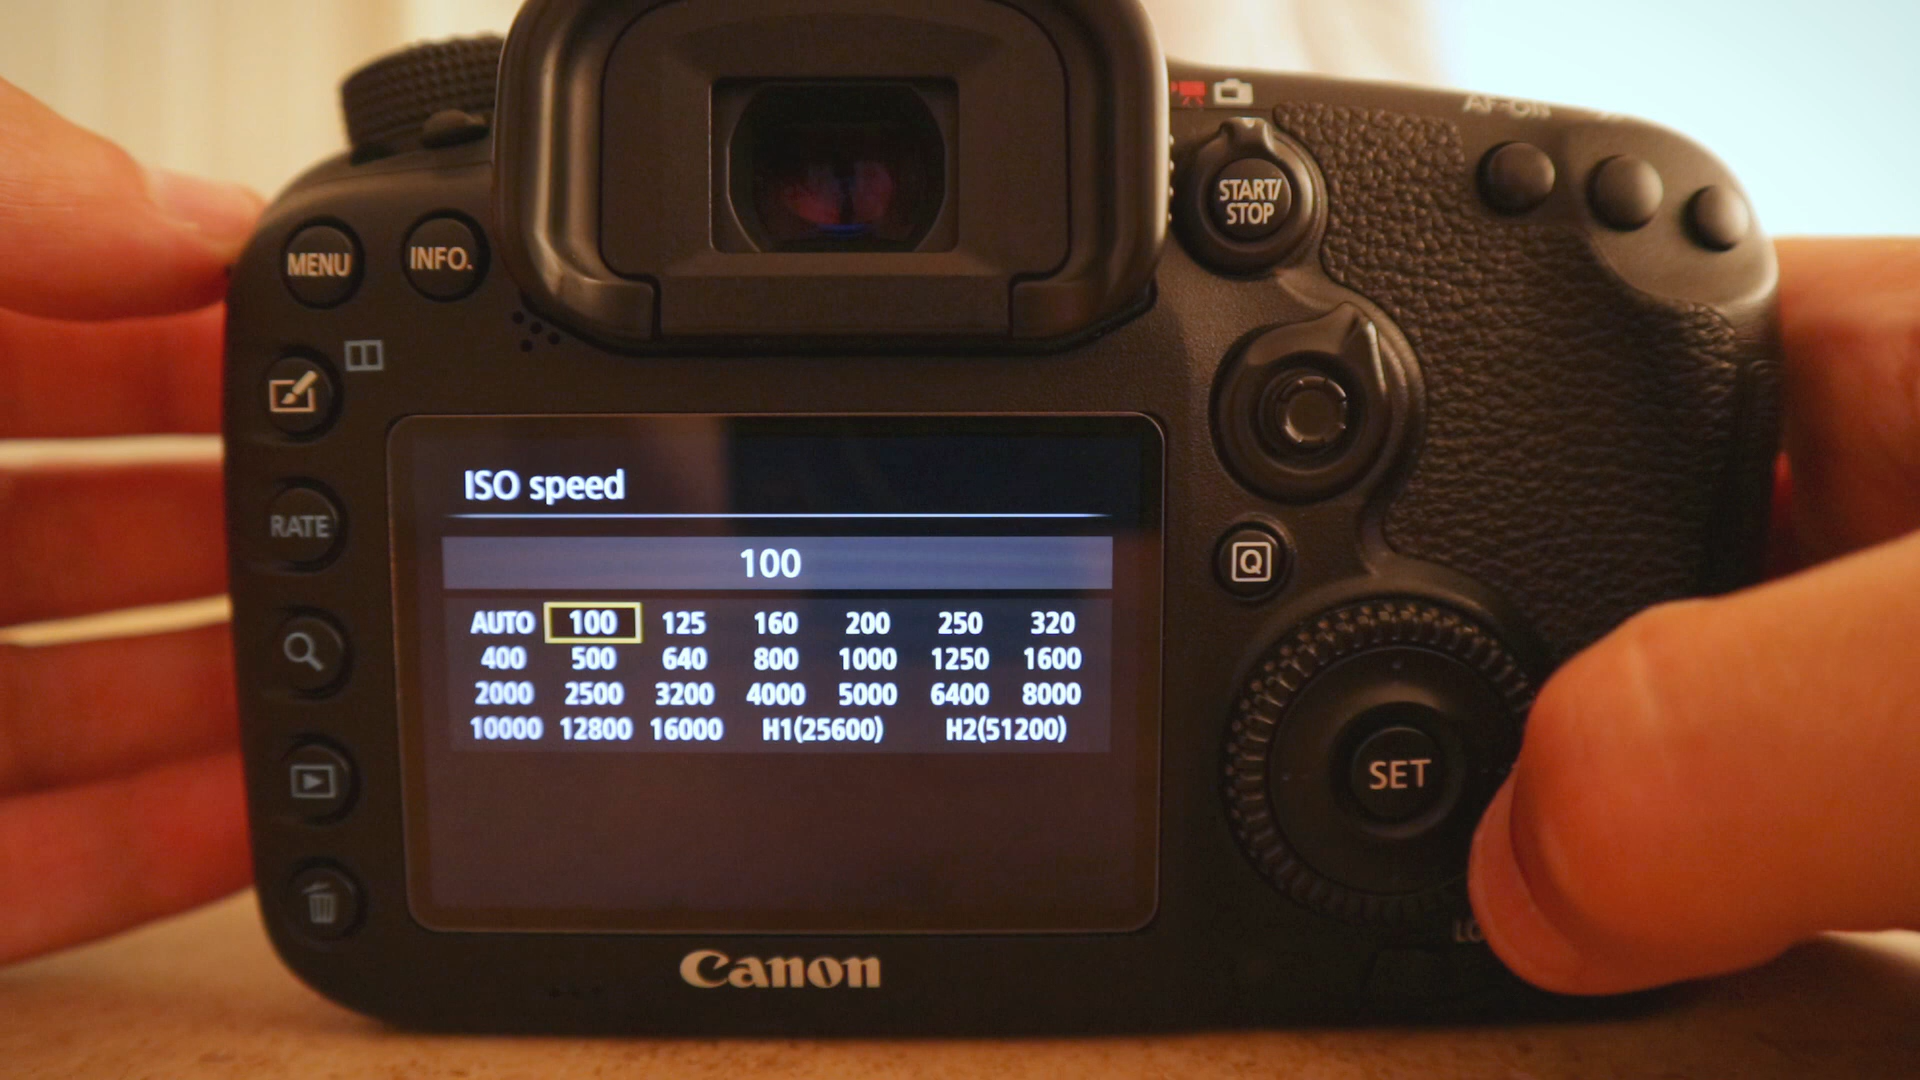 AF-ON
START/
STOP
MENU
INFO.
RATE
Q
ISO speed
100
AUTO 100 125 160 200 250 320
400 500 640 800 1000 1250 1600
2000 2500 3200 4000 5000 6400 8000
10000 12800 16000 H1(25600) H2(51200)
SET
Canon